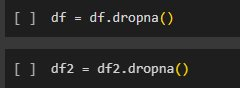 [ ] df = df.dropna()
[ ] df2 = df2.dropna()